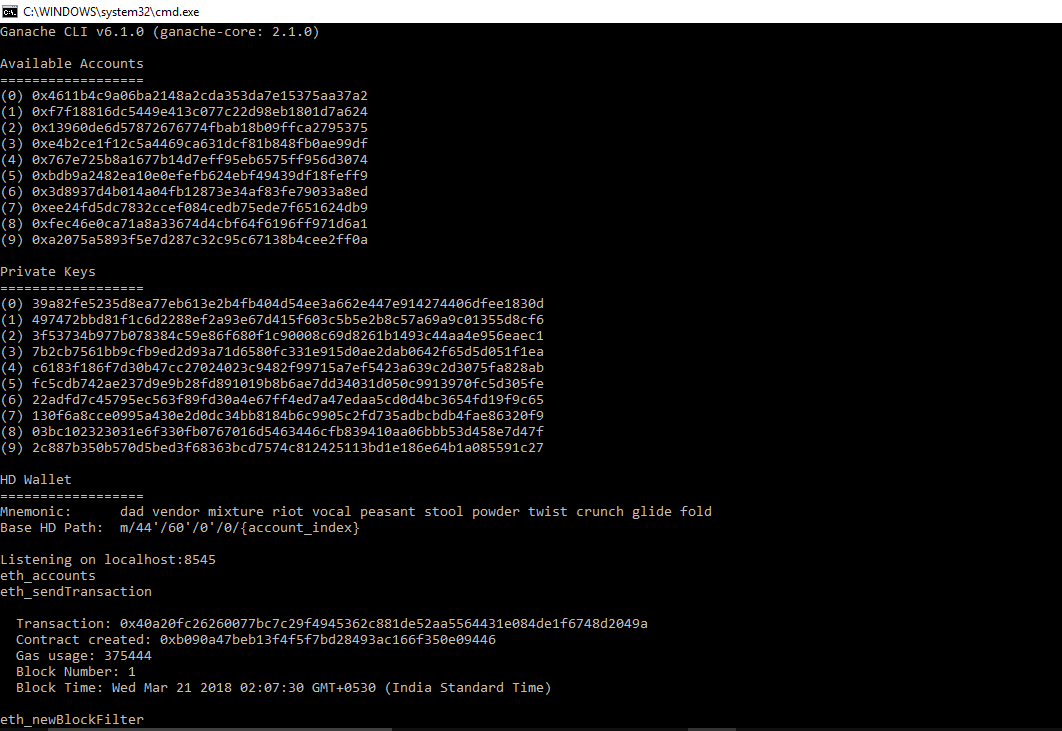 C:\WINDOWS\system32\cmd.exe
Ganache CLI v6.1.0 (ganache-core: 2.1.0)
Available Accounts
==================
(0) 0x4611b4c9a06ba2148a2cda353da7e15375aa37a2
(1) 0xf7f18816dc5449e413c077c22d98eb1801d7a624
(2) 0x13960de6d57872676774fbab18b09ffca2795375
(3) 0xe4b2ce1f12c5a4469ca631dcf81b848fb0ae99df
(4) 0x767e725b8a1677b14d7eff95eb6575ff956d3074
(5) 0xbdb9a2482ea10e0efefb624ebf49439df18feff9
(6) 0x3d8937d4b014a04fb12873e34af83fe79033a8ed
(7) 0xee24fd5dc7832ccef084cedb75ede7f651624db9
(8) 0xfec46e0ca71a8a33674d4cbf64f6196ff971d6a1
(9) 0xa2075a5893f5e7d287c32c95c67138b4cee2ff0a
Private Keys
==================
(0) 39a82fe5235d8ea77eb613e2b4fb404d54ee3a662e447e914274406dfee1830d
(1) 497472bbd81f1c6d2288ef2a93e67d415f603c5b5e2b8c57a69a9c01355d8cf6
(2) 3f53734b977b078384c59e86f680f1c90008c69d8261b1493c44aa4e956eaec1
(3) 7b2cb7561bb9cfb9ed2d93a71d6580fc331e915d0ae2dab0642f65d5d051f1ea
(4) c6183f186f7d30b47cc27024023c9482f99715a7ef5423a639c2d3075fa828ab
(5) fc5cdb742ae237d9e9b28fd891019b8b6ae7dd34031d050c9913970fc5d305fe
(6) 22adfd7c45795ec563f89fd30a4e67ff4ed7a47edaa5cd0d4bc3654fd19f9c65
(7) 130f6a8cce0995a430e2d0dc34bb8184b6c9905c2fd735adbcbdb4fae86320f9
(8) 03bc102323031e6f330fb0767016d5463446cfb839410aa06bbb53d458e7d47f
(9) 2c887b350b570d5bed3f68363bcd7574c812425113bd1e186e64b1a085591c27
HD Wallet
==================
Mnemonic:      dad vendor mixture riot vocal peasant stool powder twist crunch glide fold
Base HD Path:  m/44'/60'/0'/0/{account_index}
Listening on localhost:8545
eth_accounts
eth_sendTransaction
Transaction: 0x40a20fc26260077bc7c29f4945362c881de52aa5564431e084de1f6748d2049a
Contract created: 0xb090a47beb13f4f5f7bd28493ac166f350e09446
Gas usage: 375444
Block Number: 1
Block Time: Wed Mar 21 2018 02:07:30 GMT+0530 (India Standard Time)
eth_newBlockFilter